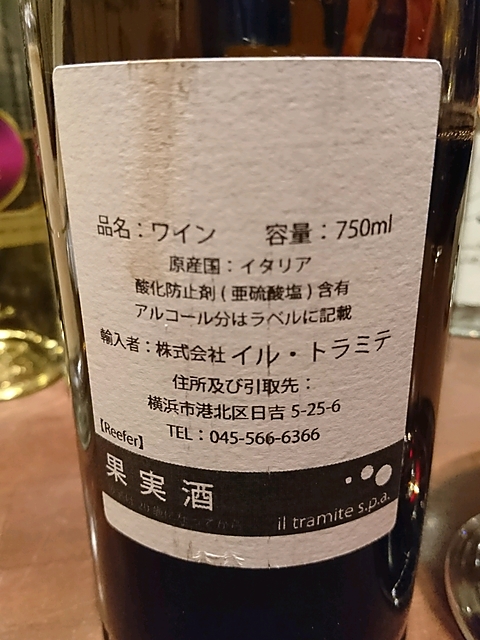 品名：ワイン　容量：750ml
原産国：イタリア
酸化防止剤(亜硫酸塩)含有
アルコール分はラベルに記載
輸入者：株式会社 イル・トラミテ
住所及び引取先：
横浜市港北区日吉 5-25-6
TEL：045-566-6366
【Reefer】
果実酒
il tramite s.p.a.